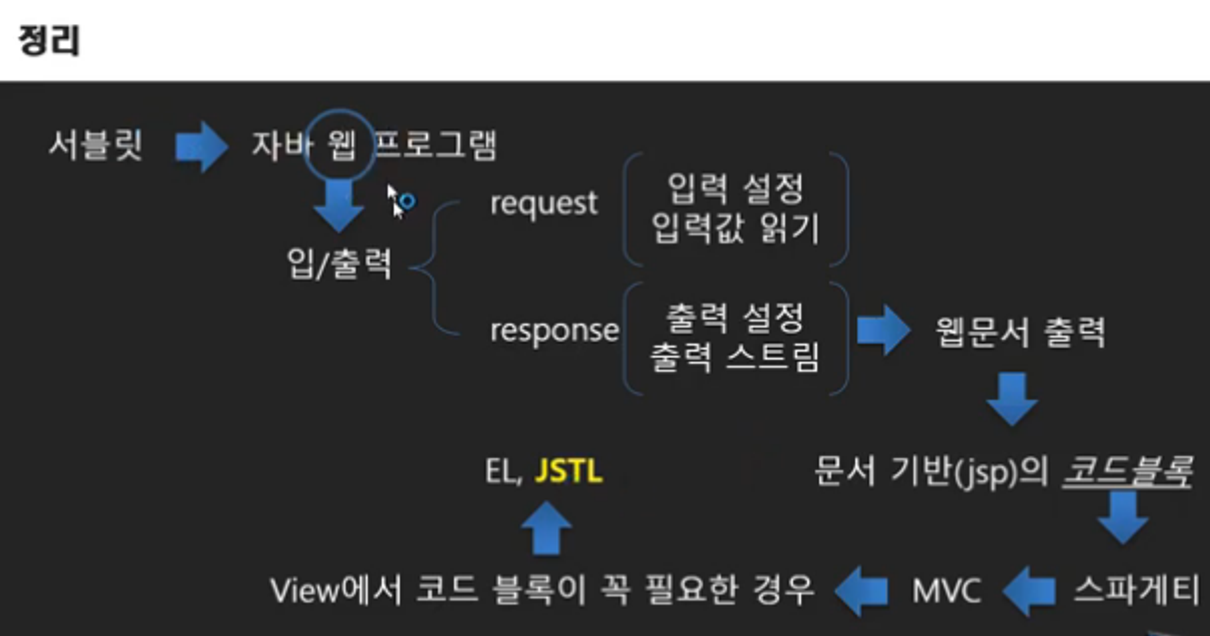 정리
서블릿
자바 웹 프로그램
입/출력
request
입력 설정
입력값 읽기
response
출력 설정
출력 스트림
웹문서 출력
문서 기반(jsp)의 코드블록
스파게티
MVC
View에서 코드 블록이 꼭 필요한 경우
EL, JSTL